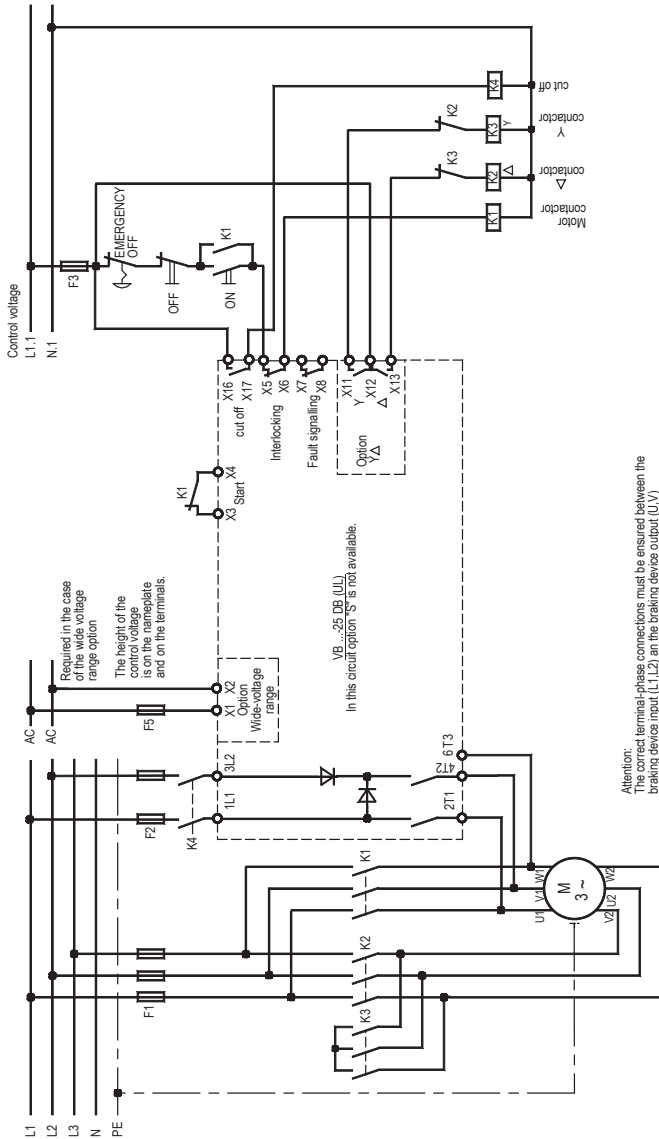 Control voltage
L1.1
N.1
F3
EMERGENCY
OFF
OFF
ON
K1
K2
K3
K1
K2
Δ
K3
Y
K4
Motor
contactor
Δ
contactor
Y
contactor
cut off
X16
X17
cut off
X5
X6
Interlocking
X7
X8
Fault signalling
X11
X12
X13
Y
Δ
Option
YΔ
K1
X3
X4
Start
AC
AC
Required in the case
of the wide voltage
range option
The height of the
control voltage
is on the nameplate
and on the terminals.
F5
X1
X2
Option
Wide-voltage
range
VB ...-25 DB (UL)
In this circuit option "S" is not available.
F2
K4
1L1
3L2
2T1
4T2
6 T3
L1
L2
L3
N
PE
F1
K3
K2
K1
U1
V1
W1
M
3 ~
V2
U2
W2
Attention:
The correct terminal-phase connections must be ensured between the
braking device input (L1,L2) an the braking device output (U,V)